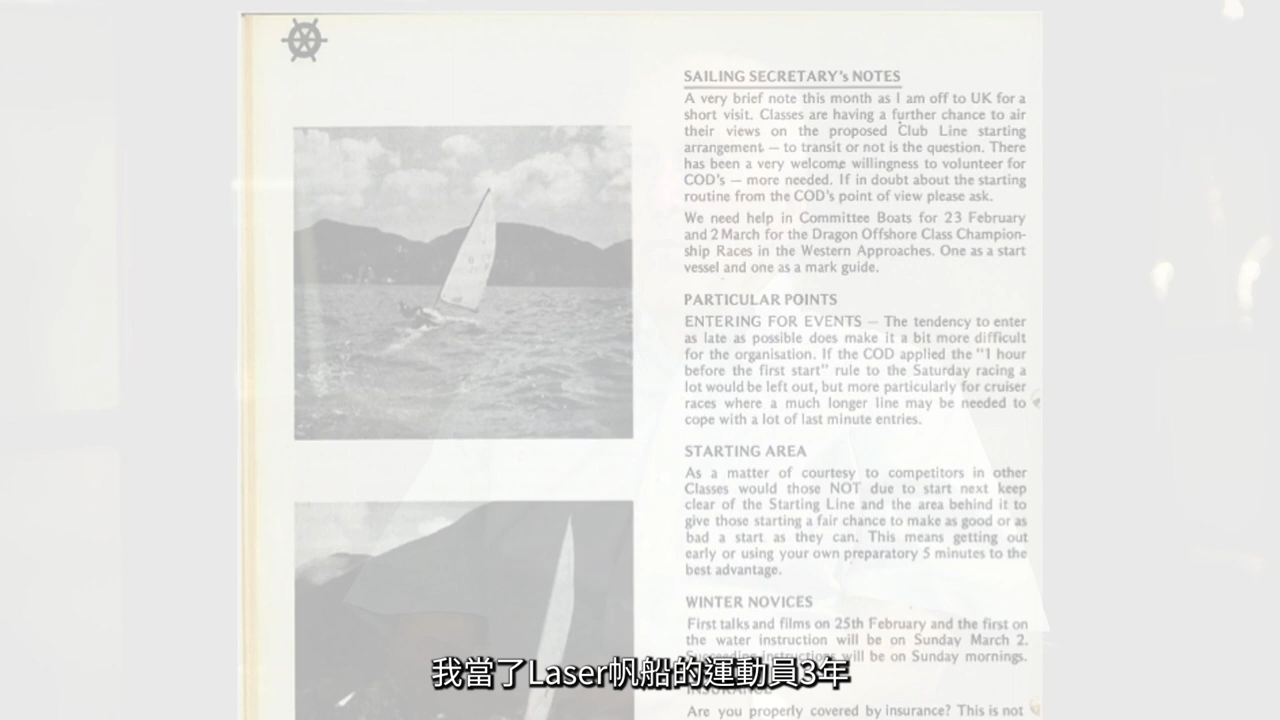 SAILING SECRETARY's NOTES
A very brief note this month as I am off to UK for a
short visit. Classes are having a further chance to air
their views on the proposed Club Line starting
arrangement — to transit or not is the question. There
has been a very welcome willingness to volunteer for
COD's — more needed. If in doubt about the starting
routine from the COD's point of view please ask.
We need help in Committee Boats for 23 February
and 2 March for the Dragon Offshore Class Champion-
ship Races in the Western Approaches. One as a start
vessel and one as a mark guide.
PARTICULAR POINTS
ENTERING FOR EVENTS — The tendency to enter
as late as possible does make it a bit more difficult
for the organisation. If the COD applied the "1 hour
before the first start" rule to the Saturday racing a
lot would be left out, but more particularly for cruiser
races where a much longer line may be needed to
cope with a lot of last minute entries.
STARTING AREA
As a matter of courtesy to competitors in other
Classes would those NOT due to start next keep
clear of the Starting Line and the area behind it to
give those starting a fair chance to make as good or as
bad a start as they can. This means getting out
early or using your own preparatory 5 minutes to the
best advantage.
WINTER NOVICES
First talks and films on 25th February and the first on
the water instruction will be on Sunday March 2.
Succeeding instructions will be on Sunday mornings.
我當了Laser帆船的運動員3年
INSURANCE
Are you properly covered by insurance? This is not